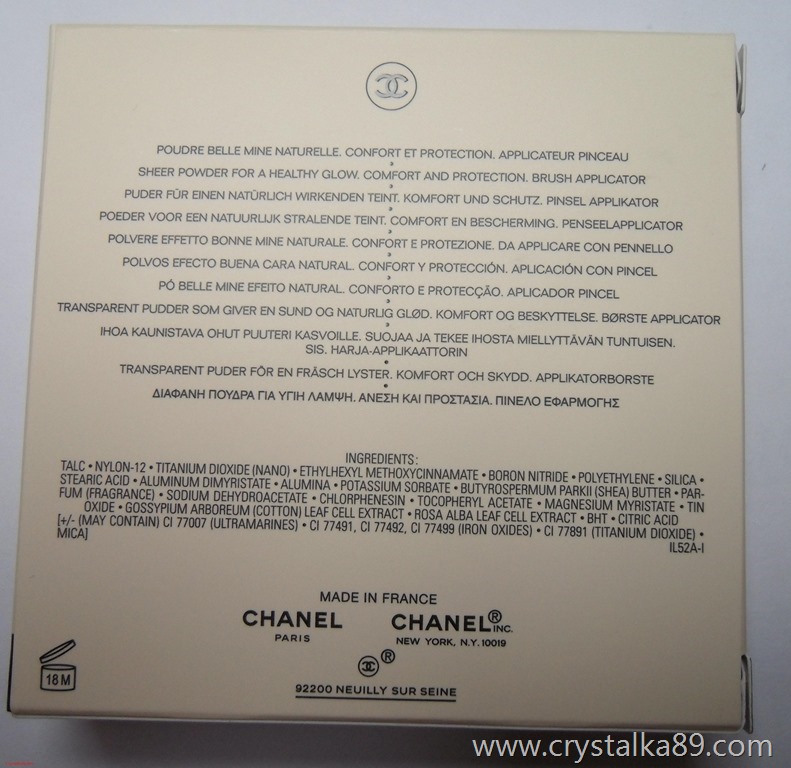 POUDRE BELLE MINE NATURELLE. CONFORT ET PROTECTION. APPLICATEUR PINCEAU
SHEER POWDER FOR A HEALTHY GLOW. COMFORT AND PROTECTION. BRUSH APPLICATOR
PUDER FÜR EINEN NATÜRLICH WIRKENDEN TEINT. KOMFORT UND SCHUTZ. PINSEL APPLIKATOR
POEDER VOOR EEN NATUURLIJK STRALENDE TEINT. COMFORT EN BESCHERMING. PENSEELAPPLICATOR
POLVERE EFFETTO BONNE MINE NATURALE. CONFORT E PROTEZIONE. DA APPLICARE CON PENNELLO
POLVOS EFECTO BUENA CARA NATURAL. CONFORT Y PROTECCIÓN. APLICACIÓN CON PINCEL
PÓ BELLE MINE EFEITO NATURAL. CONFORTO E PROTECÇÃO. APLICADOR PINCEL
TRANSPARENT PUDDER SOM GIVER EN SUND OG NATURLIG GLØD. KOMFORT OG BESKYTTELSE. BØRSTE APPLICATOR
IHOA KAUNISTAVA OHUT PUUTERI KASVOILLE. SUOJAA JA TEKEE IHOSTA MIELLYTTÄVÄN TUNTUISEN.
SIS. HARJA-APPLIKAATTORIN
TRANSPARENT PUDER FÖR EN FRÄSCH LYSTER. KOMFORT OCH SKYDD. APPLIKATORBORSTE
ΔΙΑΦΑΝΗ ΠΟΥΔΡΑ ΓΙΑ ΥΓΙΗ ΛΑΜΨΗ. ΑΝΕΣΗ ΚΑΙ ΠΡΟΣΤΑΣΙΑ. ΠΙΝΕΛΟ ΕΦΑΡΜΟΓΗΣ
INGREDIENTS:
TALC • NYLON-12 • TITANIUM DIOXIDE (NANO) • ETHYLHEXYL METHOXYCINNAMATE • BORON NITRIDE • POLYETHYLENE • SILICA •
STEARIC ACID • ALUMINUM DIMYRISTATE • ALUMINA • POTASSIUM SORBATE • BUTYROSPERMUM PARKII (SHEA) BUTTER • PAR-
FUM (FRAGRANCE) • SODIUM DEHYDROACETATE • CHLORPHENESIN • TOCOPHERYL ACETATE • MAGNESIUM MYRISTATE • TIN
OXIDE • GOSSYPIUM ARBOREUM (COTTON) LEAF CELL EXTRACT • ROSA ALBA LEAF CELL EXTRACT • BHT • CITRIC ACID
[+/- (MAY CONTAIN) CI 77007 (ULTRAMARINES) • CI 77491, CI 77492, CI 77499 (IRON OXIDES) • CI 77891 (TITANIUM DIOXIDE) •
MICA]
IL52A-I
MADE IN FRANCE
CHANEL
PARIS
CHANEL® INC.
NEW YORK, N.Y. 10019
®
92200 NEUILLY SUR SEINE
18 M
www.crystalka89.com